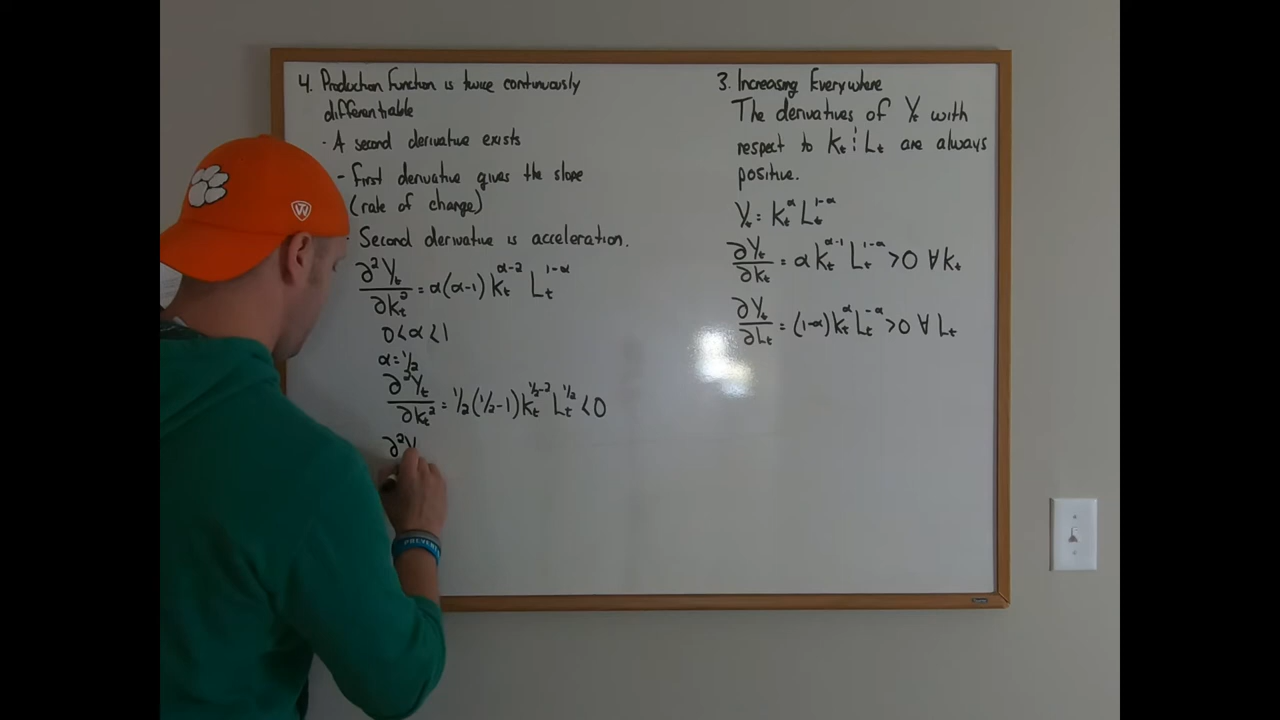 4. Production Function is twice continuously
differentiable
· A second derivative exists
- First derivative gives the slope
(rate of change)
- Second derivative is acceleration.
∂²Yₜ/∂Kₜ² = α(α-1) Kₜ^(α-2) Lₜ^(1-α)
0<α<1
α=1/2
∂²Yₜ/∂Kₜ² = 1/2(1/2-1)Kₜ^(1/2-2) Lₜ^(1/2) <0
∂²Y
3. Increasing Everywhere
The derivatives of Yₜ with
respect to Kₜ & Lₜ are always
positive.
Yₜ = Kₜ^α Lₜ^(1-α)
∂Yₜ/∂Kₜ = αKₜ^(α-1) Lₜ^(1-α) >0 ∀Kₜ
∂Yₜ/∂Lₜ = (1-α)Kₜ^α Lₜ^(-α) >0 ∀ Lₜ
PREVENT